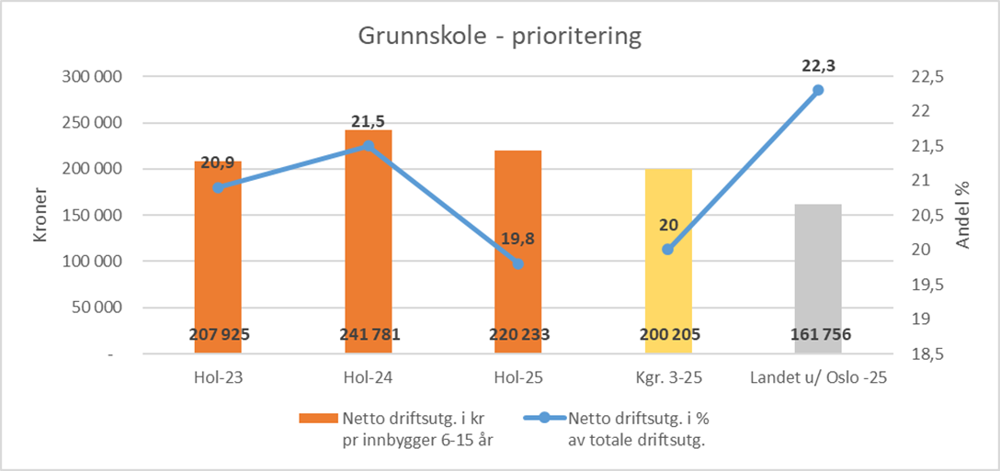 Grunnskole - prioritering
300 000
250 000
200 000
150 000
100 000
50 000
-
Kroner
22,5
22
21,5
21
20,5
20
19,5
19
18,5
Andel %
20,9
21,5
19,8
20
22,3
207 925
241 781
220 233
200 205
161 756
Hol-23
Hol-24
Hol-25
Kgr. 3-25
Landet u/ Oslo -25
Netto driftsutg. i kr
pr innbygger 6-15 år
Netto driftsutg. i %
av totale driftsutg.